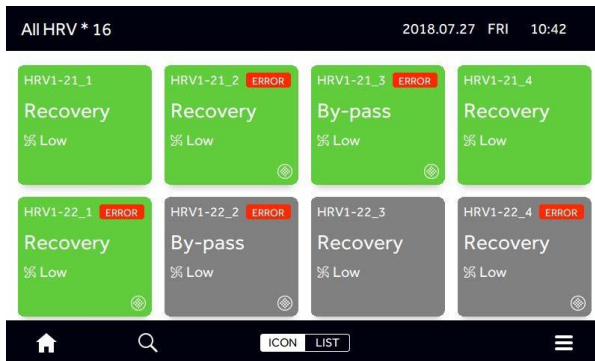 All HRV * 16 2018.07.27 FRI 10:42
HRV1-21_1 HRV1-21_2 ERROR HRV1-21_3 ERROR HRV1-21_4
Recovery Recovery By-pass Recovery
Low Low Low Low
HRV1-22_1 ERROR HRV1-22_2 ERROR HRV1-22_3 HRV1-22_4 ERROR
Recovery By-pass Recovery Recovery
Low Low Low Low
ICON LIST